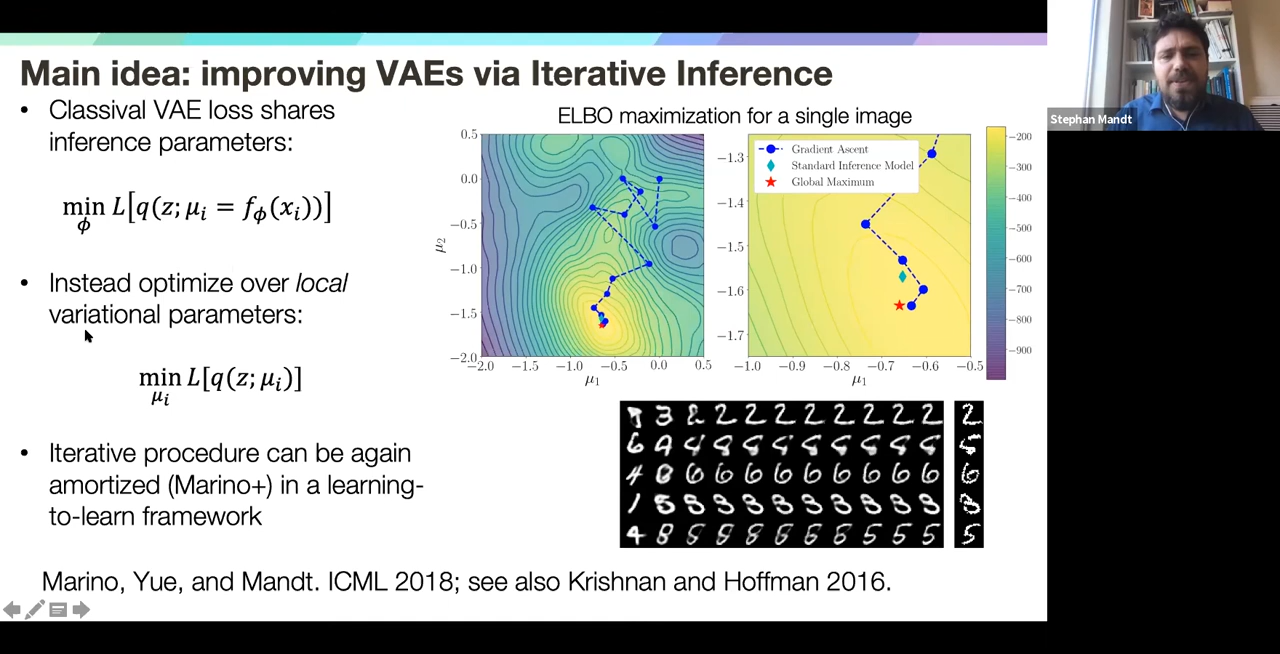 Main idea: improving VAEs via Iterative Inference
• Classival VAE loss shares
inference parameters:
min L[q(z; μᵢ = f_ϕ(xᵢ))]
ϕ
• Instead optimize over local
variational parameters:
min L[q(z; μᵢ)]
μᵢ
• Iterative procedure can be again
amortized (Marino+) in a learning-
to-learn framework
ELBO maximization for a single image
0.5
0.0
−0.5
−1.0
−1.5
−2.0
μ₂
−2.0 −1.5 −1.0 −0.5 0.0 0.5
μ₁
Gradient Ascent
Standard Inference Model
Global Maximum
−1.3
−1.4
−1.5
−1.6
−1.7
−1.0 −0.9 −0.8 −0.7 −0.6 −0.5
μ₁
−200
−300
−400
−500
−600
−700
−800
−900
Marino, Yue, and Mandt. ICML 2018; see also Krishnan and Hoffman 2016.
Stephan Mandt